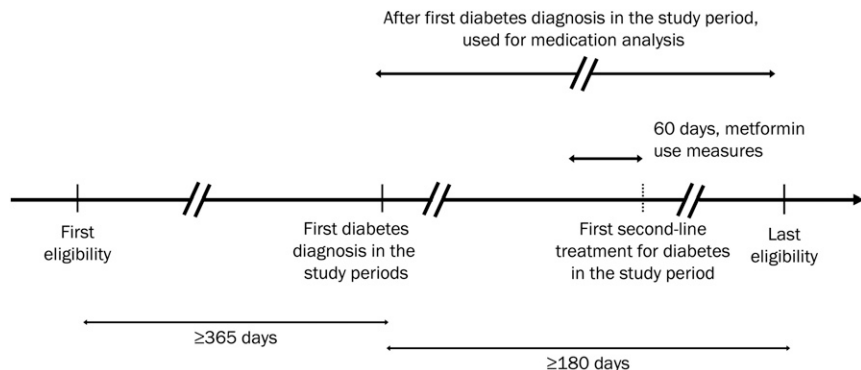 After first diabetes diagnosis in the study period,
used for medication analysis
60 days, metformin
use measures
First
eligibility
First diabetes
diagnosis in the
study periods
First second-line
treatment for diabetes
in the study period
Last
eligibility
≥365 days
≥180 days